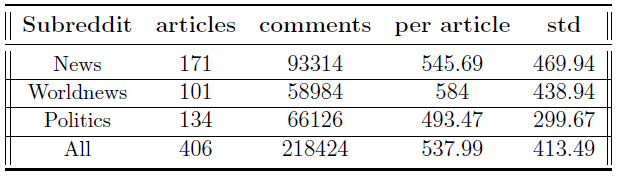 Subreddit articles comments per article std
News 171 93314 545.69 469.94
Worldnews 101 58984 584 438.94
Politics 134 66126 493.47 299.67
All 406 218424 537.99 413.49